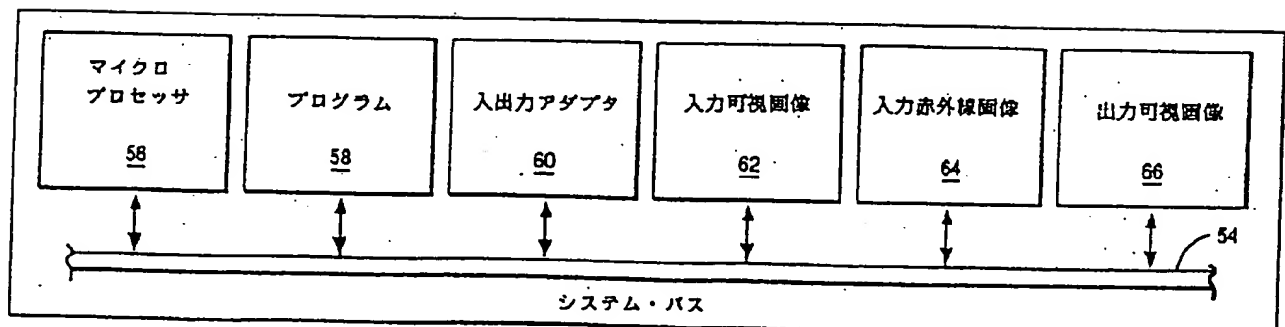 マイクロ
プロセッサ
56
プログラム
58
入出力アダプタ
60
入力可視画像
62
入力赤外線画像
64
出力可視画像
66
54
システム・バス